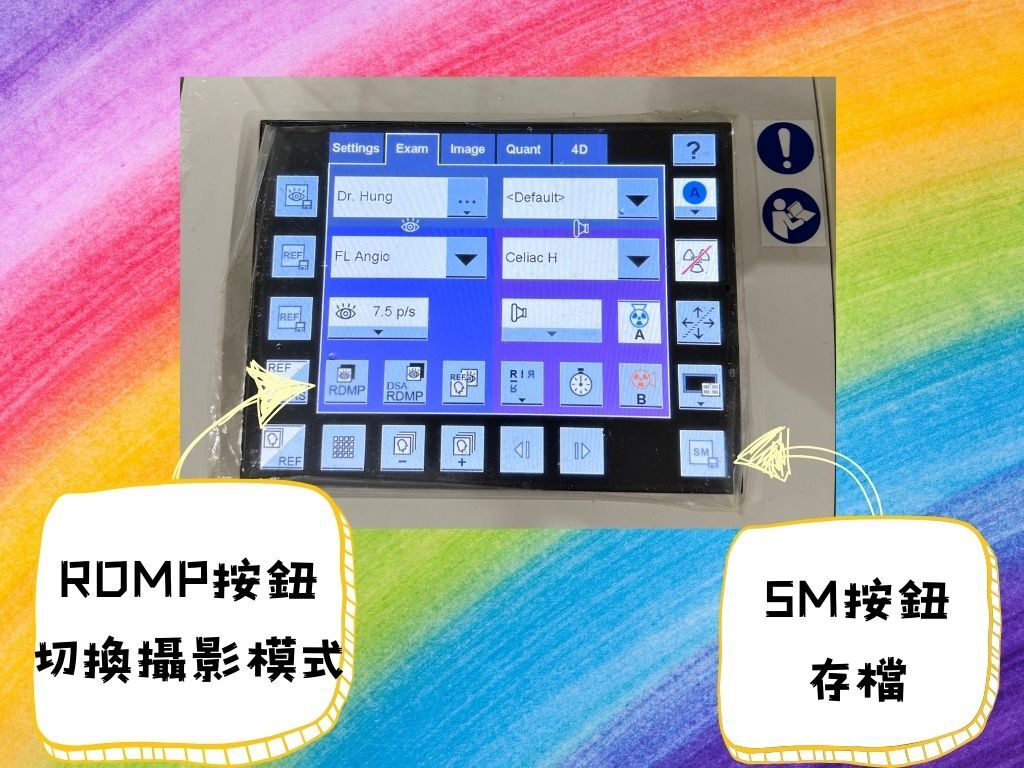 Settings Exam Image Quant 4D ?
Dr. Hung ... <Default> A
FL Angio Celiac H
REF
7.5 p/s A
REF
REF
RDMP DSA RDMP REF R B
REF - + SM
RDMP按鈕
切換攝影模式
SM按鈕
存檔